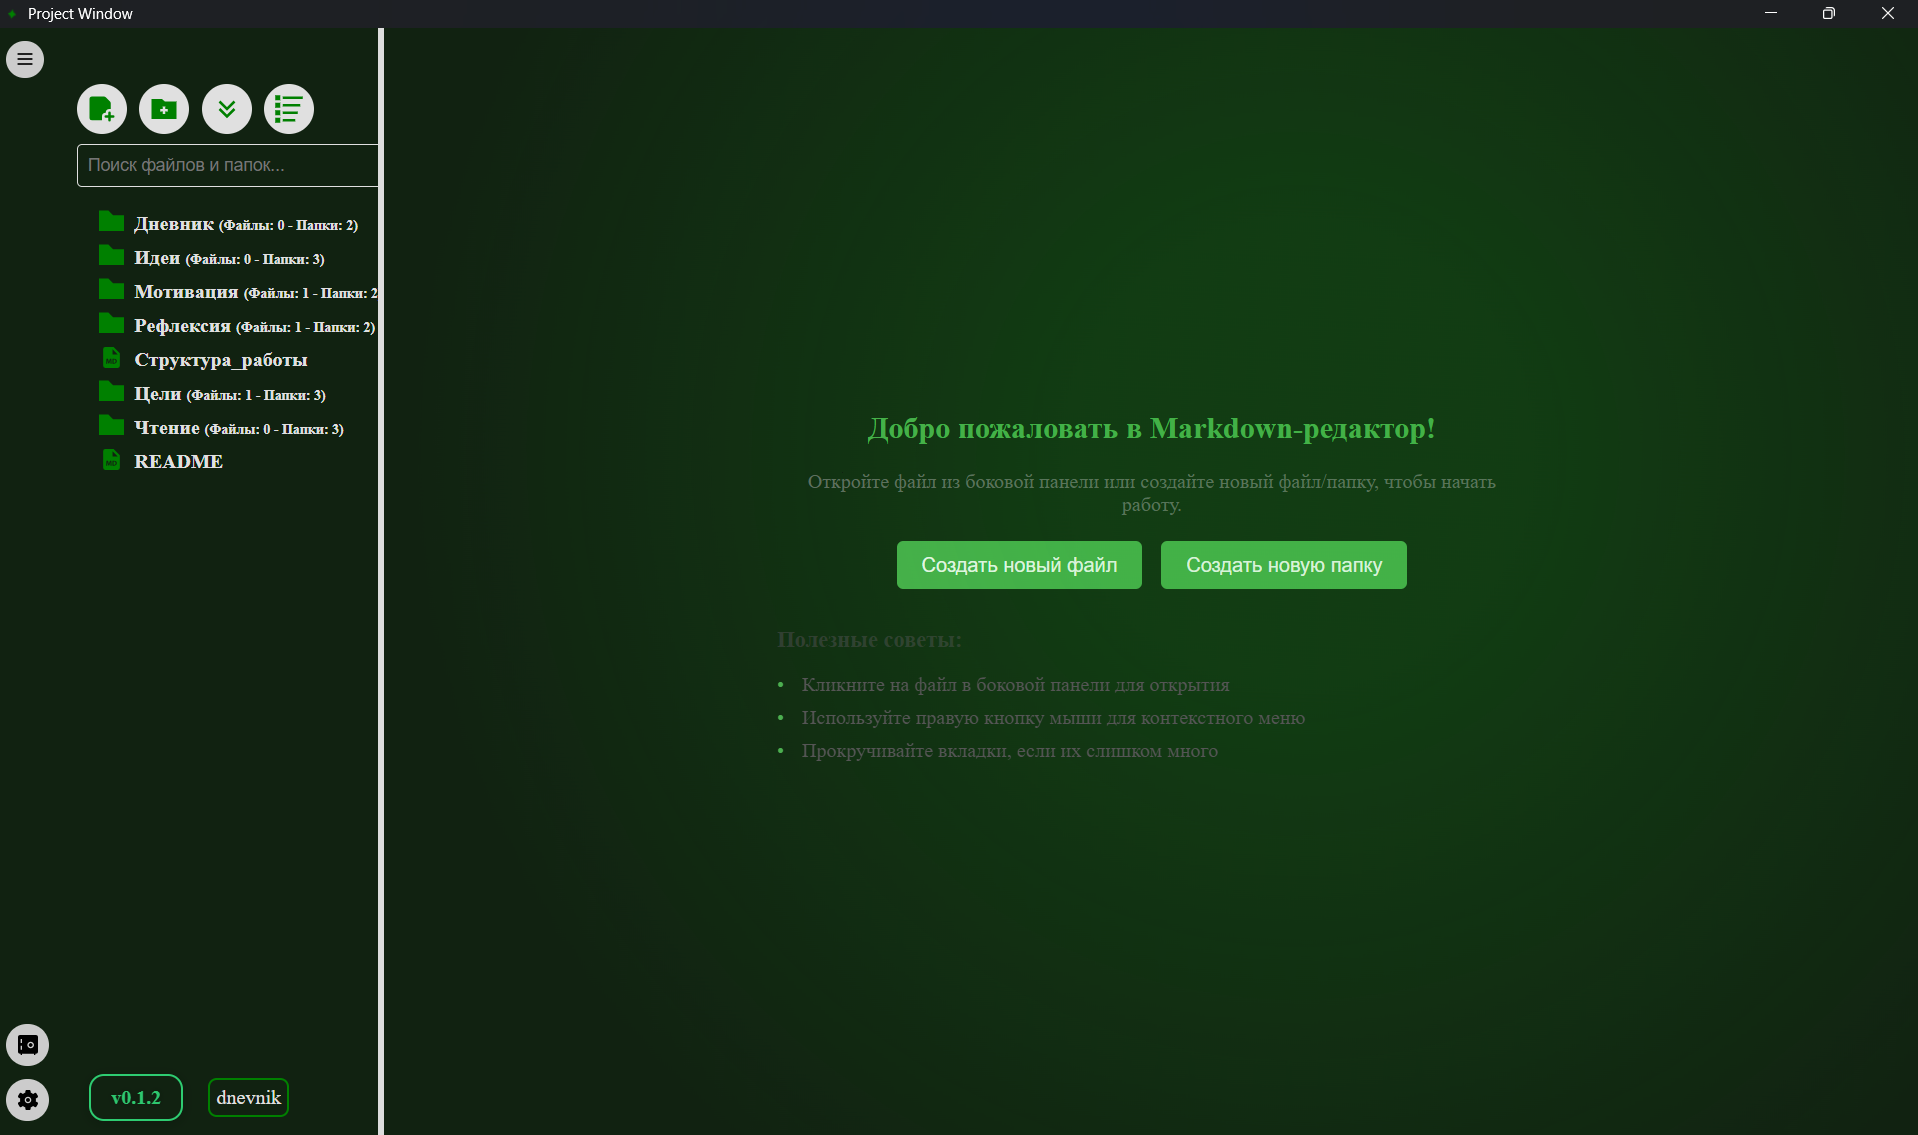 Project Window
Поиск файлов и папок...
Дневник (Файлы: 0 - Папки: 2)
Идеи (Файлы: 0 - Папки: 3)
Мотивация (Файлы: 1 - Папки: 2
Рефлексия (Файлы: 1 - Папки: 2)
Структура_работы
Цели (Файлы: 1 - Папки: 3)
Чтение (Файлы: 0 - Папки: 3)
README
v0.1.2
dnevnik
Добро пожаловать в Markdown-редактор!
Откройте файл из боковой панели или создайте новый файл/папку, чтобы начать
работу.
Создать новый файл
Создать новую папку
Полезные советы:
• Кликните на файл в боковой панели для открытия
• Используйте правую кнопку мыши для контекстного меню
• Прокручивайте вкладки, если их слишком много